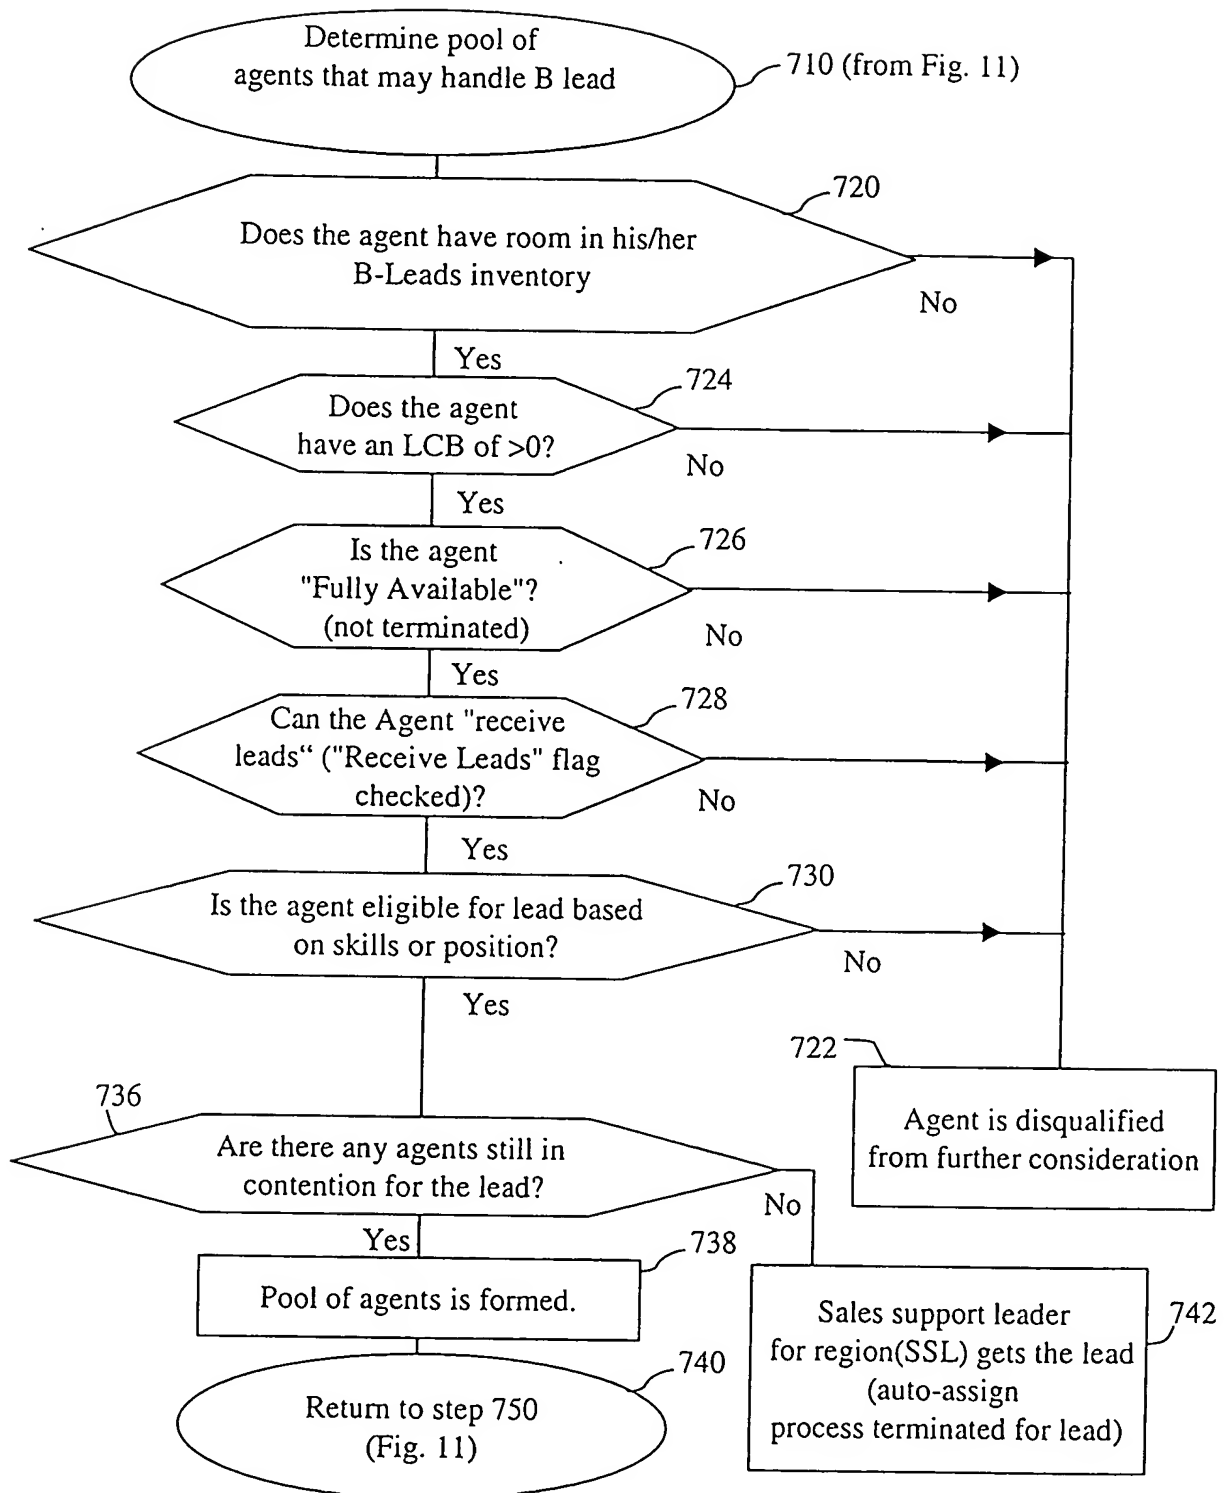 Determine pool of
agents that may handle B lead
710 (from Fig. 11)
720
Does the agent have room in his/her
B-Leads inventory
No
Yes
724
Does the agent
have an LCB of >0?
No
Yes
726
Is the agent
"Fully Available"?
(not terminated)
No
Yes
728
Can the Agent "receive
leads“ ("Receive Leads" flag
checked)?
No
Yes
730
Is the agent eligible for lead based
on skills or position?
No
Yes
722
Agent is disqualified
from further consideration
736
Are there any agents still in
contention for the lead?
No
Yes
738
Pool of agents is formed.
Sales support leader
for region(SSL) gets the lead
(auto-assign
process terminated for lead)
742
740
Return to step 750
(Fig. 11)